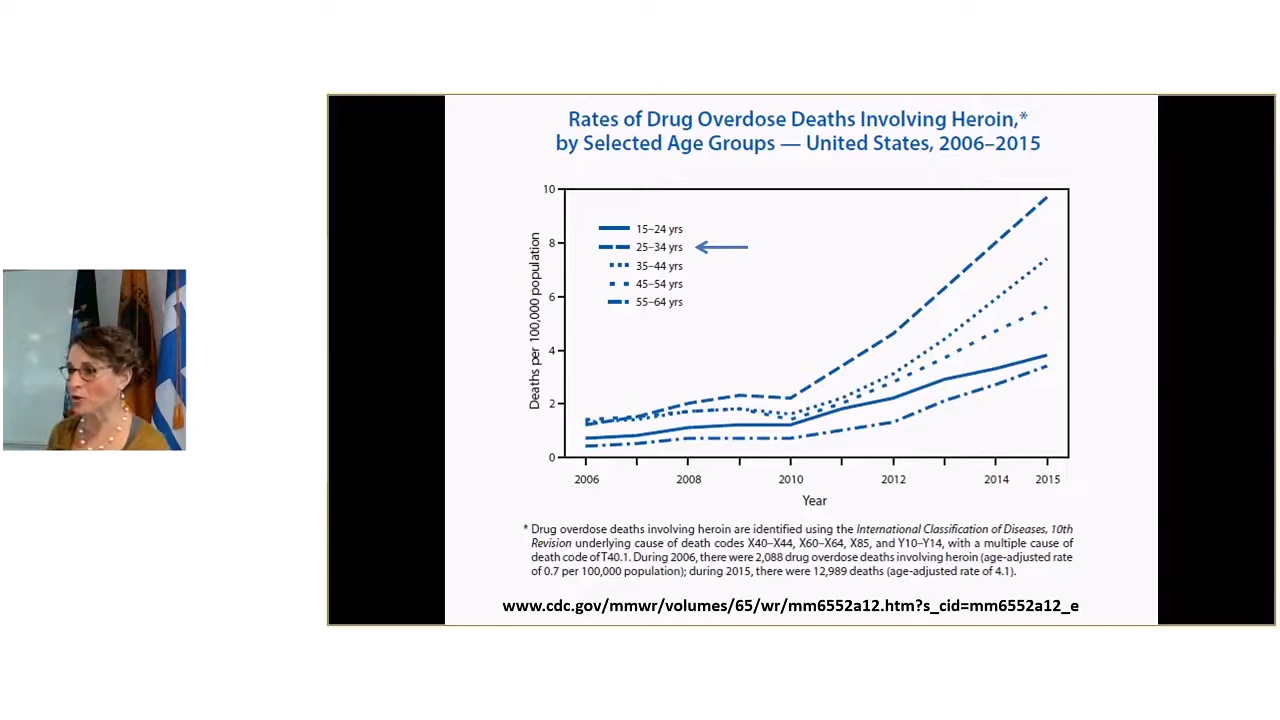 Rates of Drug Overdose Deaths Involving Heroin,*
by Selected Age Groups — United States, 2006–2015
Deaths per 100,000 population
10
8
6
4
2
0
15–24 yrs
25–34 yrs
35–44 yrs
45–54 yrs
55–64 yrs
2006
2008
2010
2012
2014
2015
Year
* Drug overdose deaths involving heroin are identified using the International Classification of Diseases, 10th
Revision underlying cause of death codes X40–X44, X60–X64, X85, and Y10–Y14, with a multiple cause of
death code of T40.1. During 2006, there were 2,088 drug overdose deaths involving heroin (age-adjusted rate
of 0.7 per 100,000 population); during 2015, there were 12,989 deaths (age-adjusted rate of 4.1).
www.cdc.gov/mmwr/volumes/65/wr/mm6552a12.htm?s_cid=mm6552a12_e